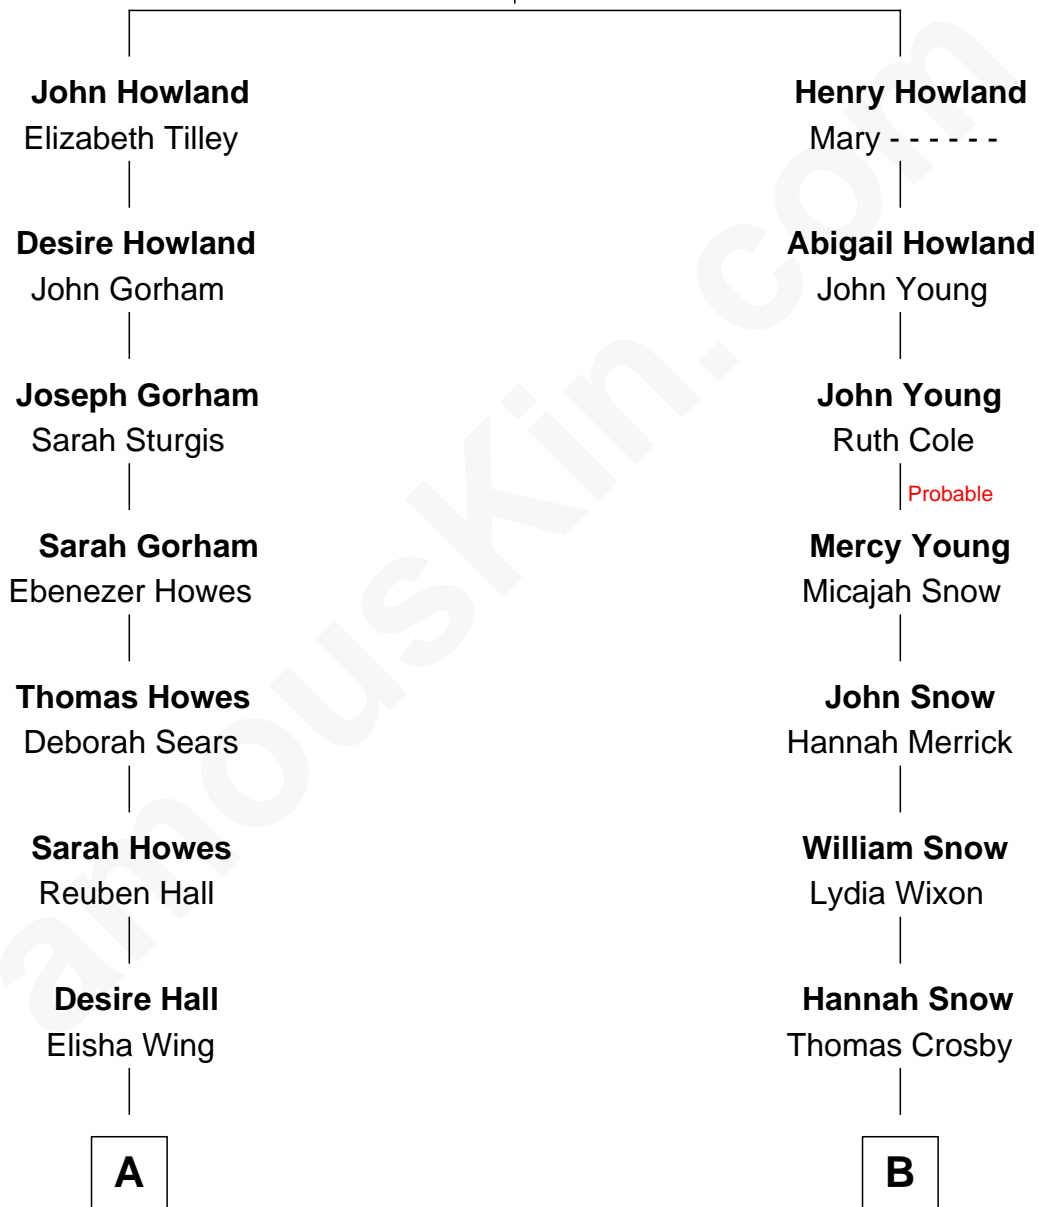 John Howland
Elizabeth Tilley
Desire Howland
John Gorham
Joseph Gorham
Sarah Sturgis
Sarah Gorham
Ebenezer Howes
Thomas Howes
Deborah Sears
Sarah Howes
Reuben Hall
Desire Hall
Elisha Wing
A
Henry Howland
Mary - - - - - -
Abigail Howland
John Young
John Young
Ruth Cole
Probable
Mercy Young
Micajah Snow
John Snow
Hannah Merrick
William Snow
Lydia Wixon
Hannah Snow
Thomas Crosby
B
amouskin.com